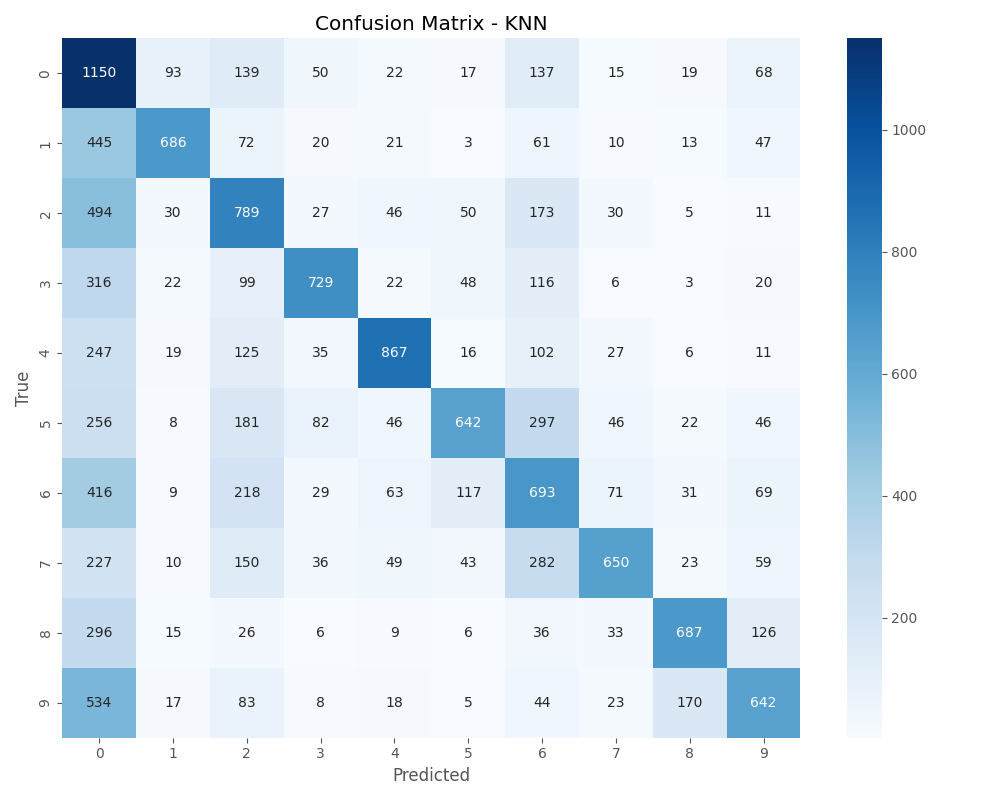 Confusion Matrix - KNN
0 1150 93 139 50 22 17 137 15 19 68
1 445 686 72 20 21 3 61 10 13 47
2 494 30 789 27 46 50 173 30 5 11
3 316 22 99 729 22 48 116 6 3 20
4 247 19 125 35 867 16 102 27 6 11
5 256 8 181 82 46 642 297 46 22 46
6 416 9 218 29 63 117 693 71 31 69
7 227 10 150 36 49 43 282 650 23 59
8 296 15 26 6 9 6 36 33 687 126
9 534 17 83 8 18 5 44 23 170 642
0 1 2 3 4 5 6 7 8 9
Predicted
True
1000
800
600
400
200